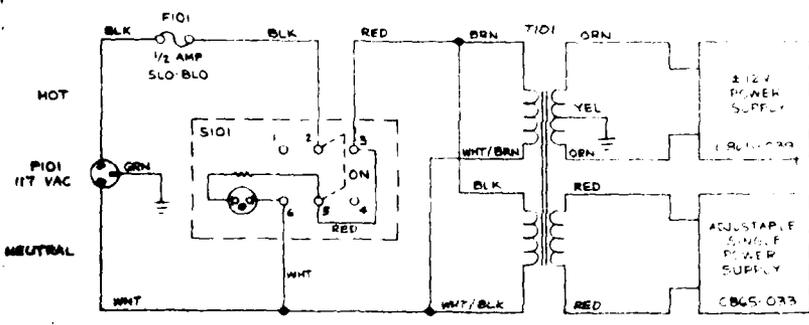 F101
BLK
1/2 AMP
SLO-BLO
BLK
RED
BRN
T101
ORN
HOT
±12V
POWER
SUPPLY
YEL
S101
1
2
3
WHT/BRN
ORN
P101
117 VAC
GRN
ON
BLK
RED
6
5
4
RED
NEUTRAL
ADJUSTABLE
SINGLE
POWER
SUPPLY
WHT
WHT
WHT/BLK
RED
C865-033